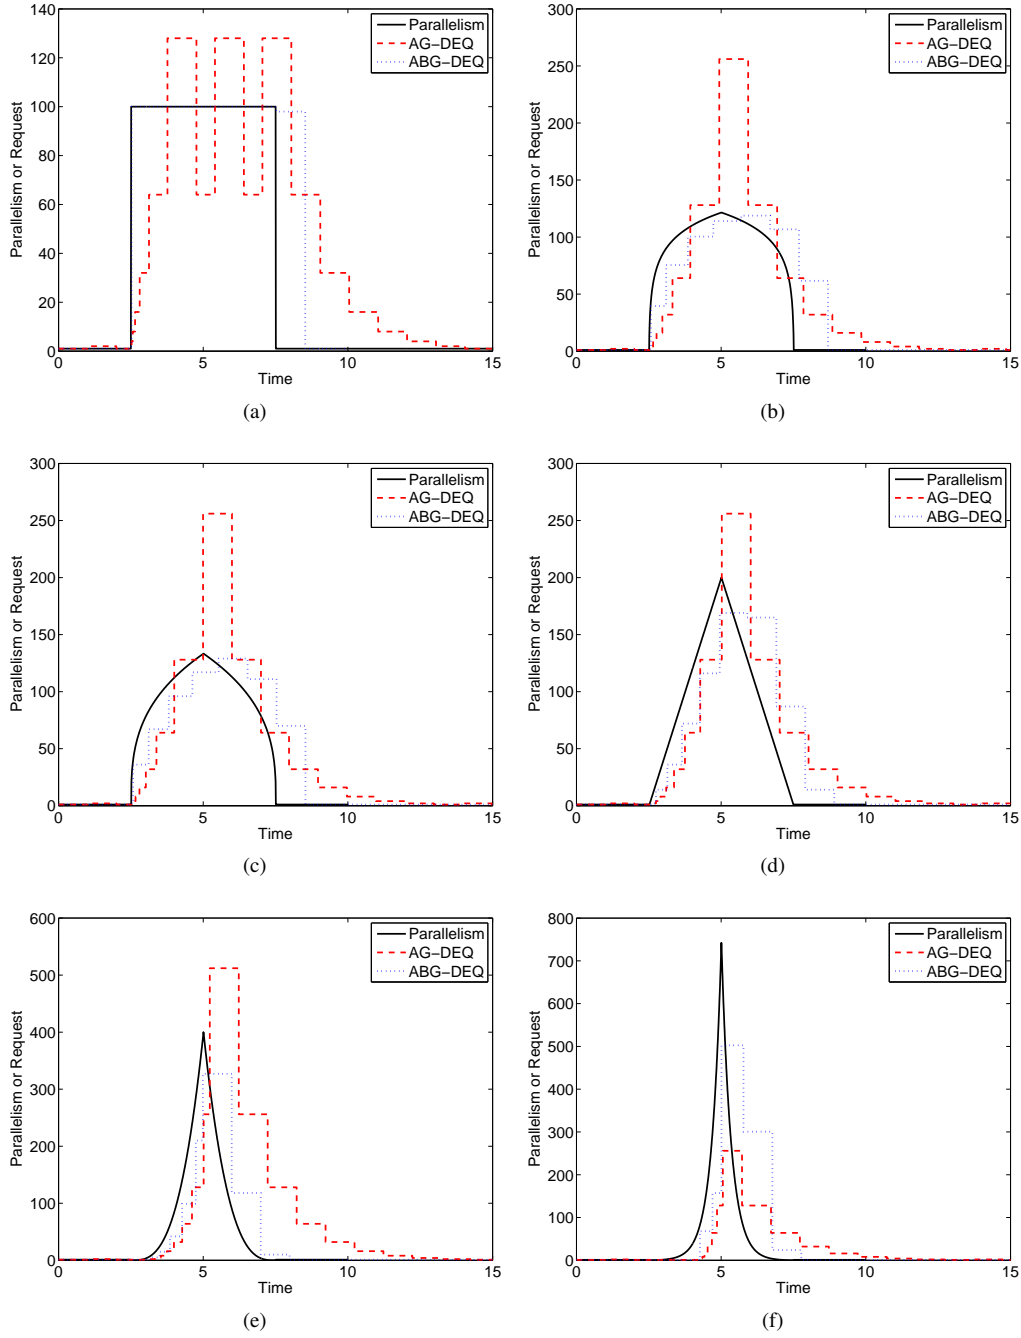 140
120
100
80
60
40
20
0
Parallelism or Request
0 5 10 15
Time
Parallelism
AG−DEQ
ABG−DEQ
(a)
300
250
200
150
100
50
0
Parallelism or Request
0 5 10 15
Time
Parallelism
AG−DEQ
ABG−DEQ
(b)
300
250
200
150
100
50
0
Parallelism or Request
0 5 10 15
Time
Parallelism
AG−DEQ
ABG−DEQ
(c)
300
250
200
150
100
50
0
Parallelism or Request
0 5 10 15
Time
Parallelism
AG−DEQ
ABG−DEQ
(d)
600
500
400
300
200
100
0
Parallelism or Request
0 5 10 15
Time
Parallelism
AG−DEQ
ABG−DEQ
(e)
800
700
600
500
400
300
200
100
0
Parallelism or Request
0 5 10 15
Time
Parallelism
AG−DEQ
ABG−DEQ
(f)